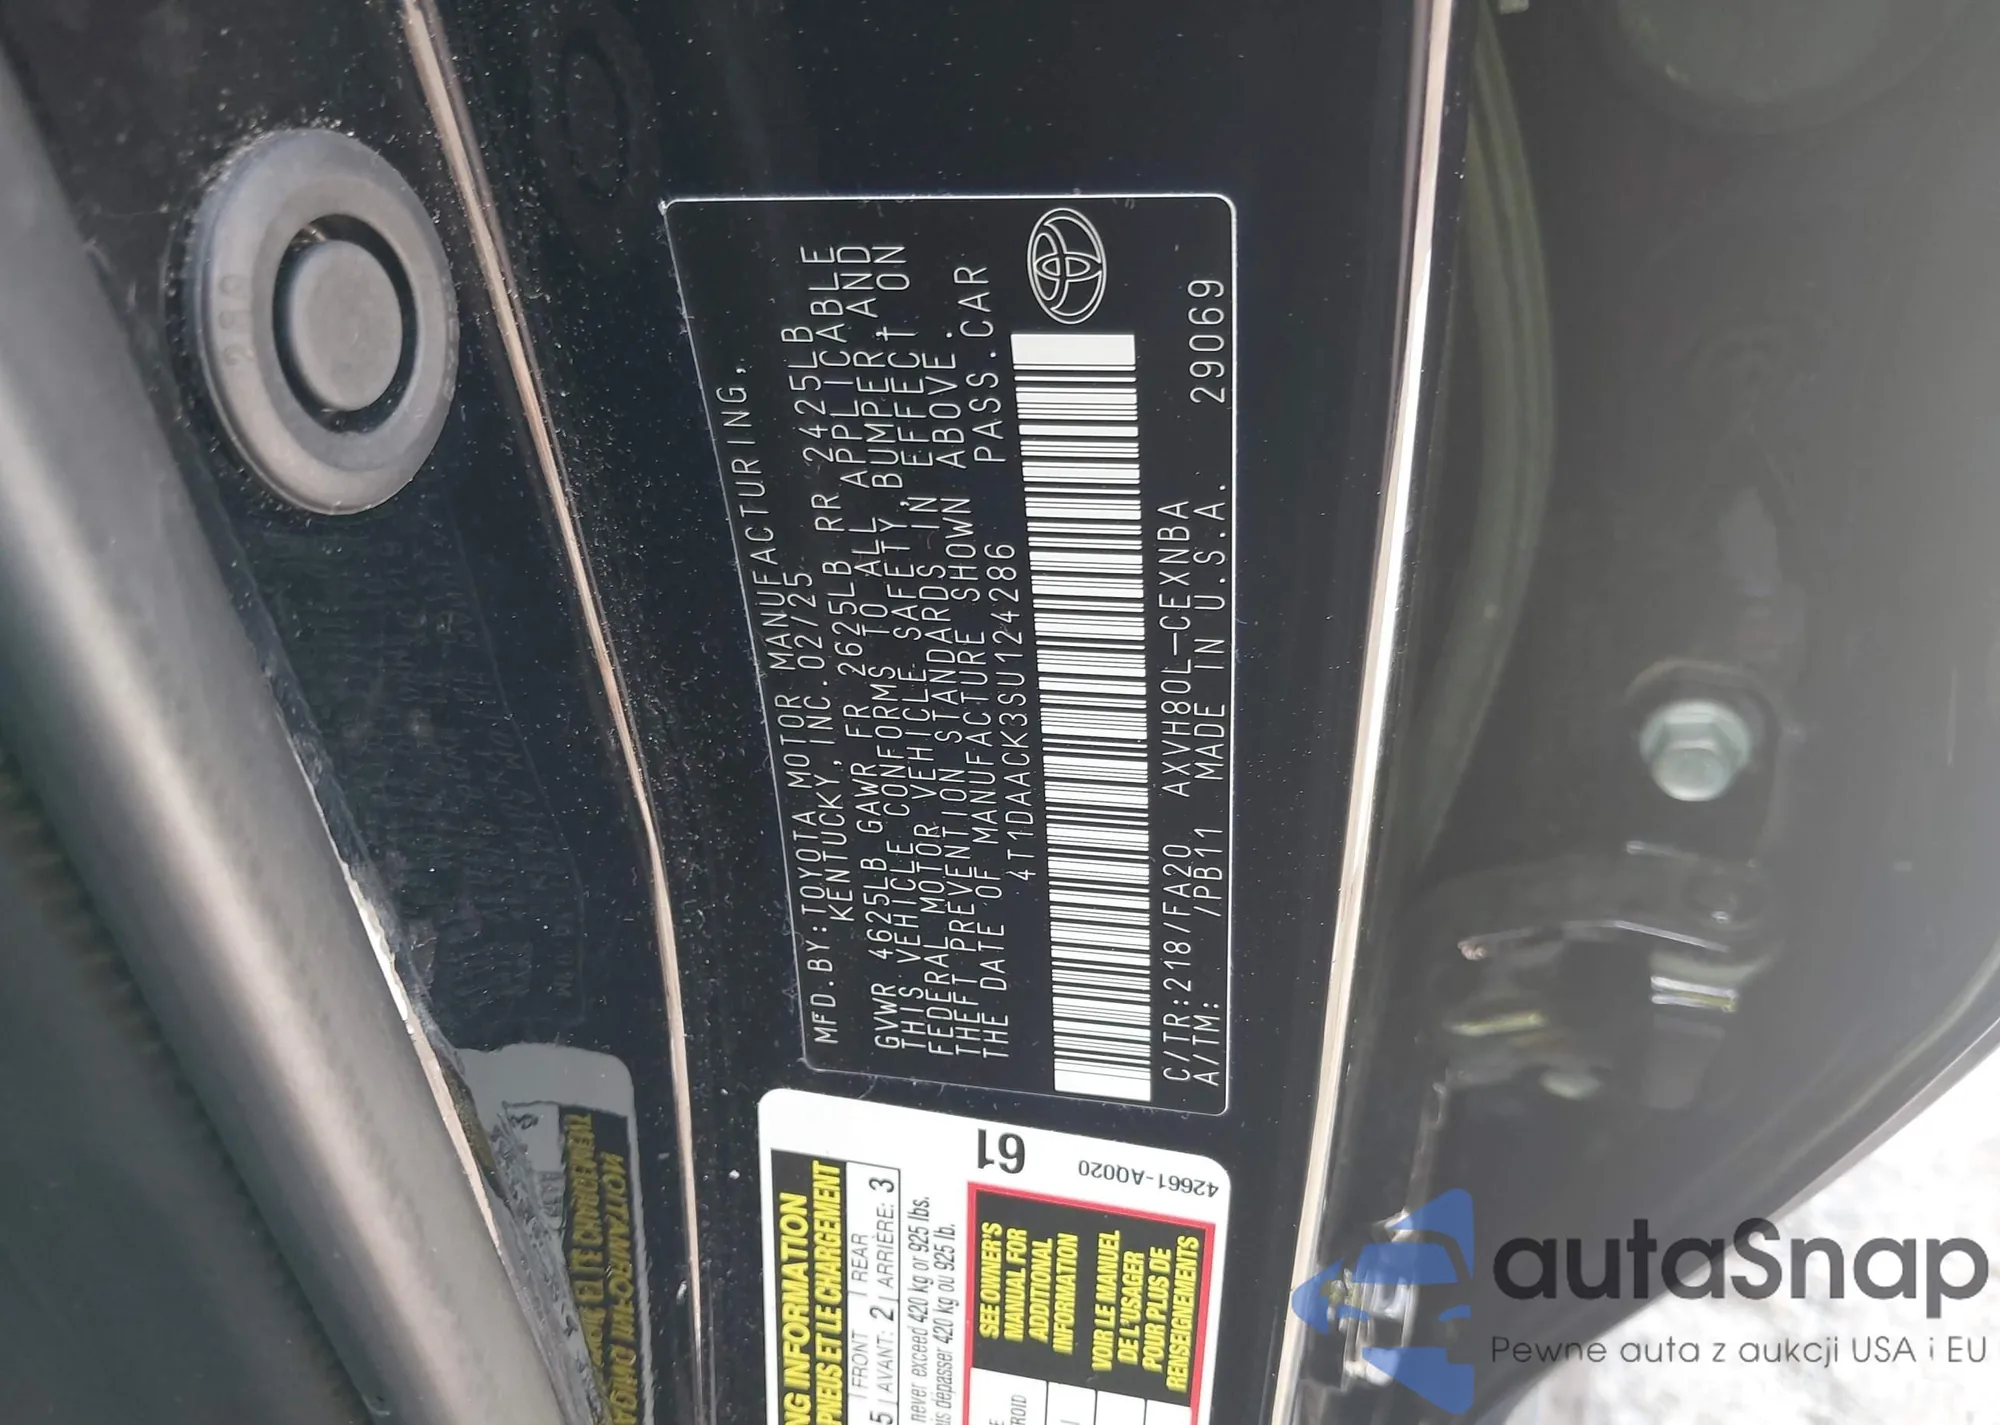 MFD.BY:TOYOTA MOTOR MANUFACTURING,
KENTUCKY,INC.02/25
GVWR 4625LB GAWR FR 2625LB RR 2425LB
THIS VEHICLE CONFORMS TO ALL APPLICABLE
FEDERAL MOTOR VEHICLE SAFETY, BUMPER, AND
THEFT PREVENTION STANDARDS IN EFFECT ON
THE DATE OF MANUFACTURE SHOWN ABOVE.
4T1DAACK3SU124286 PASS.CAR
C/TR:218/FA20 AXVH80L-CEXNBA
A/TM: /PB11 MADE IN U.S.A. 29069
61
42661-AQ020
INFORMATION
PNEUS ET LE CHARGEMENT
5 FRONT REAR
AVANT: 2 ARRIÈRE: 3
never exceed 420 kg or 925 lbs.
dépasser 420 kg ou 925 lb.
SEE OWNER'S
MANUAL FOR
ADDITIONAL
INFORMATION
VOIR LE MANUEL
DE L'USAGER
POUR PLUS DE
RENSEIGNEMENTS
autaSnap
Pewne auta z aukcji USA i EU